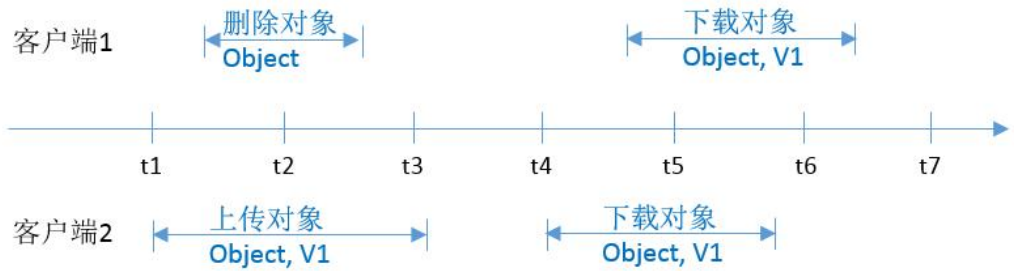 客户端1
删除对象
Object
下载对象
Object, V1
t1 t2 t3 t4 t5 t6 t7
客户端2
上传对象
Object, V1
下载对象
Object, V1